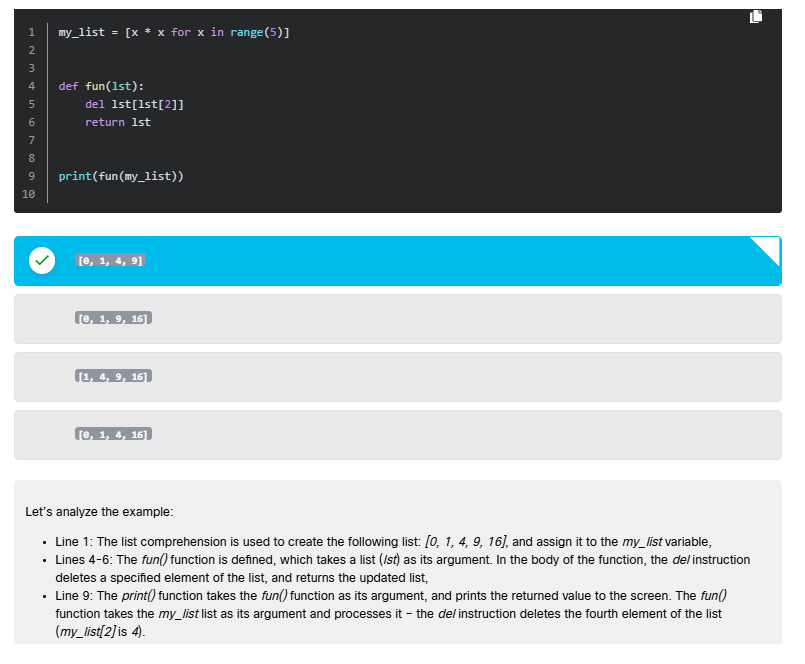 1 my_list = [x * x for x in range(5)]
2
3
4 def fun(lst):
5     del lst[lst[2]]
6     return lst
7
8
9 print(fun(my_list))
10
[0, 1, 4, 9]
[0, 1, 9, 16]
[1, 4, 9, 16]
[0, 1, 4, 16]
Let's analyze the example:
• Line 1: The list comprehension is used to create the following list: [0, 1, 4, 9, 16], and assign it to the my_list variable,
• Lines 4-6: The fun() function is defined, which takes a list (lst) as its argument. In the body of the function, the del instruction
deletes a specified element of the list, and returns the updated list,
• Line 9: The print() function takes the fun() function as its argument, and prints the returned value to the screen. The fun()
function takes the my_list list as its argument and processes it – the del instruction deletes the fourth element of the list
(my_list[2] is 4).